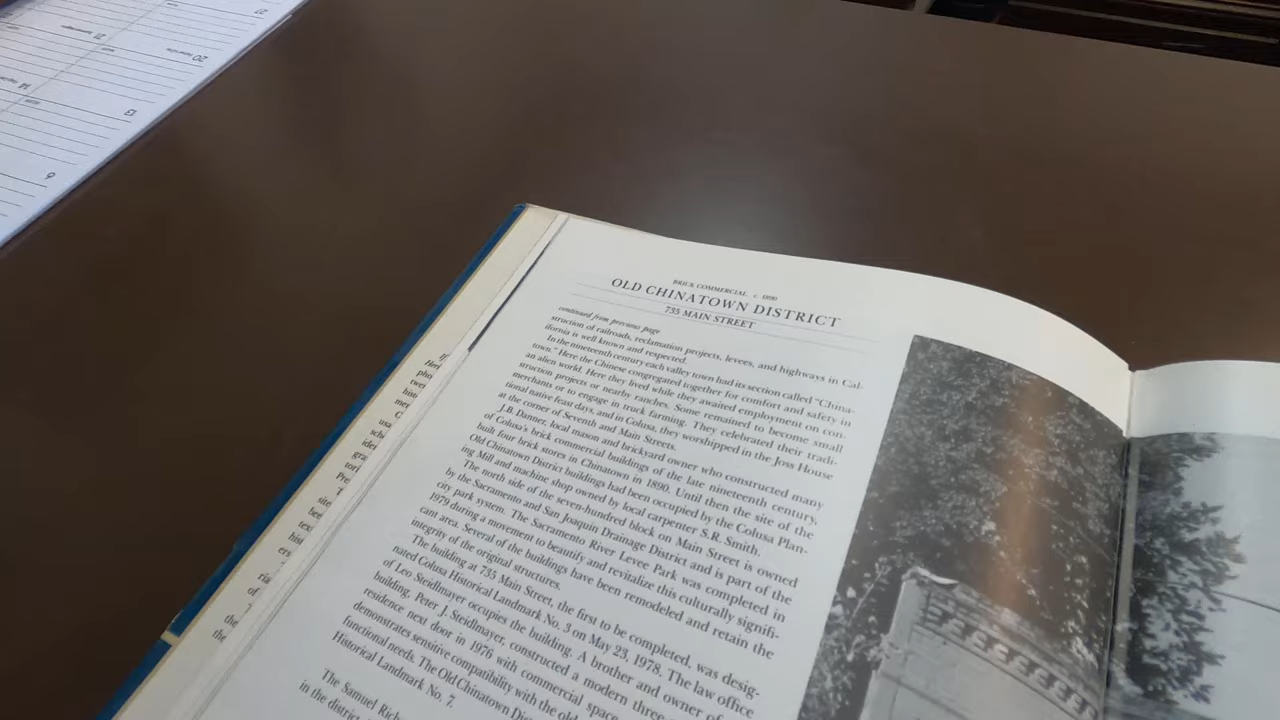 BRICK COMMERCIAL c. 1890
OLD CHINATOWN DISTRICT
735 MAIN STREET
continued from previous page
struction of railroads, reclamation projects, levees, and highways in Cal-
ifornia is well known and respected.
In the nineteenth century each valley town had its section called "China-
town." Here the Chinese congregated together for comfort and safety in
an alien world. Here they lived while they awaited employment on con-
struction projects or nearby ranches. Some remained to become small
merchants or to engage in truck farming. They celebrated their tradi-
tional native feast days, and in Colusa, they worshipped in the Joss House
at the corner of Seventh and Main Streets.
J.B. Danner, local mason and brickyard owner who constructed many
of Colusa's brick commercial buildings of the late nineteenth century,
built four brick stores in Chinatown in 1890. Until then the site of the
Old Chinatown District buildings had been occupied by the Colusa Plan-
ing Mill and machine shop owned by local carpenter S.R. Smith.
The north side of the seven-hundred block on Main Street is owned
by the Sacramento and San Joaquin Drainage District and is part of the
city park system. The Sacramento River Levee Park was completed in
1979 during a movement to beautify and revitalize this culturally signifi-
cant area. Several of the buildings have been remodeled and retain the
integrity of the original structures.
The building at 735 Main Street, the first to be completed, was desig-
nated Colusa Historical Landmark No. 3 on May 23, 1978. The law office
of Leo Steidlmayer occupies the building. A brother and owner of
building, Peter J. Steidlmayer, constructed a modern three
residence next door in 1976 with commercial space
demonstrates sensitive compatibility with the old
functional needs. The Old Chinatown
Historical Landmark No. 7.
The Samuel
in the
20
13
6